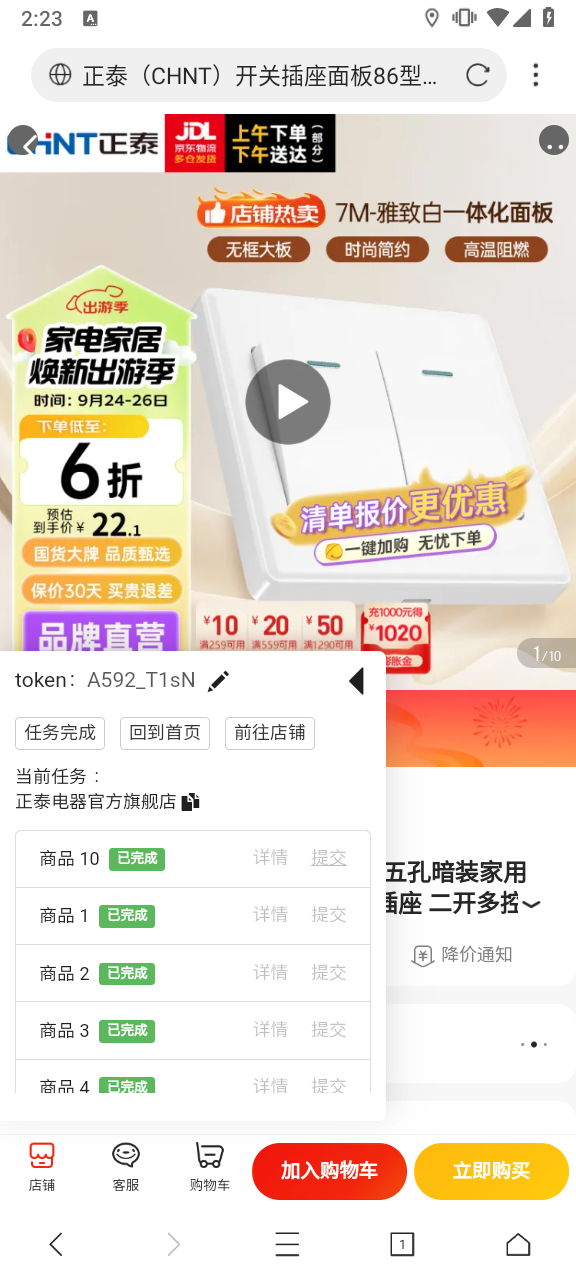 2:23
A
正泰（CHNT）开关插座面板86型...
CHNT正泰
JDL
京东物流
多仓发货
上午下单
下午送达
（部分）
店铺热卖
7M-雅致白一体化面板
无框大板
时尚简约
高温阻燃
出游季
家电家居
焕新出游季
时间：9月24-26日
下单低至：
6折
预估
到手价¥22.1
国货大牌 品质甄选
保价30天 买贵退差
品牌直营
清单报价更优惠
一键加购 无忧下单
¥10
满259可用
¥20
满559可用
¥50
满1290可用
充1000元得
¥1020
膨胀金
1/10
token： A592_T1sN
任务完成
回到首页
前往店铺
当前任务：
正泰电器官方旗舰店
商品 10 已完成 详情 提交
商品 1 已完成 详情 提交
商品 2 已完成 详情 提交
商品 3 已完成 详情 提交
商品 4 已完成 详情 提交
五孔暗装家用
插座 二开多控
降价通知
店铺
客服
购物车
加入购物车
立即购买
1